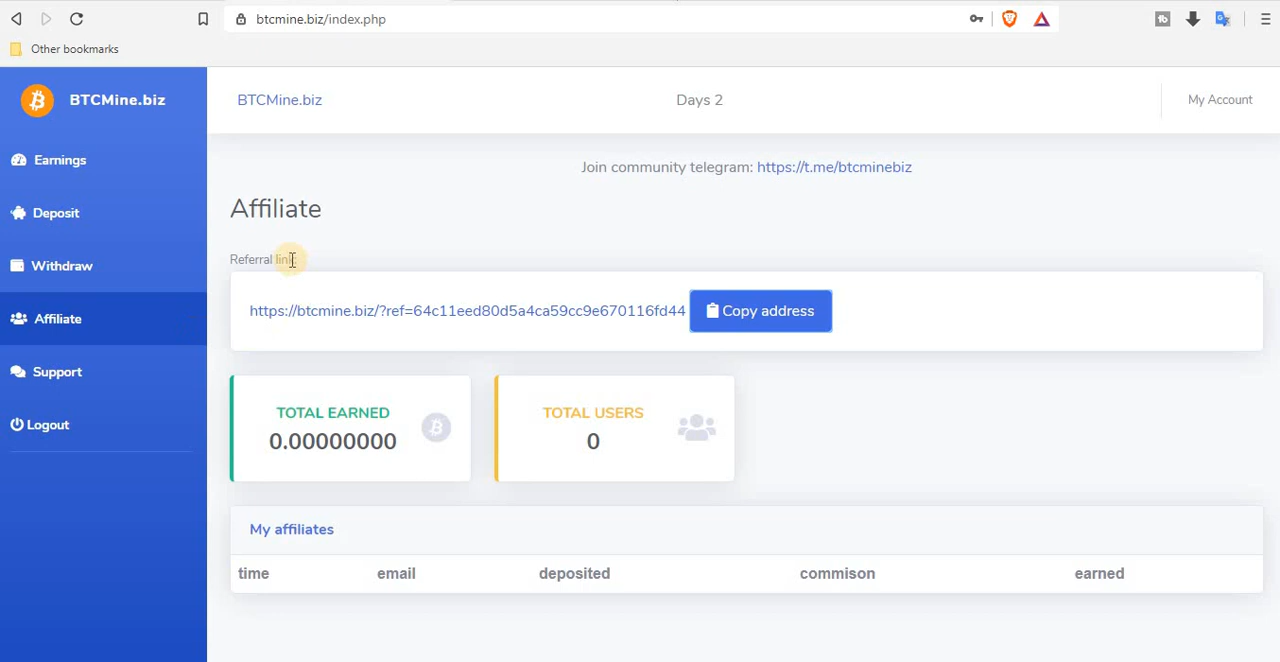 btcmine.biz/index.php
Other bookmarks
BTCMine.biz
BTCMine.biz
Days 2
My Account
Earnings
Deposit
Withdraw
Affiliate
Support
Logout
Join community telegram: https://t.me/btcminebiz
Affiliate
Referral link:
https://btcmine.biz/?ref=64c11eed80d5a4ca59cc9e670116fd44
Copy address
TOTAL EARNED
0.00000000
TOTAL USERS
0
My affiliates
time email deposited commison earned